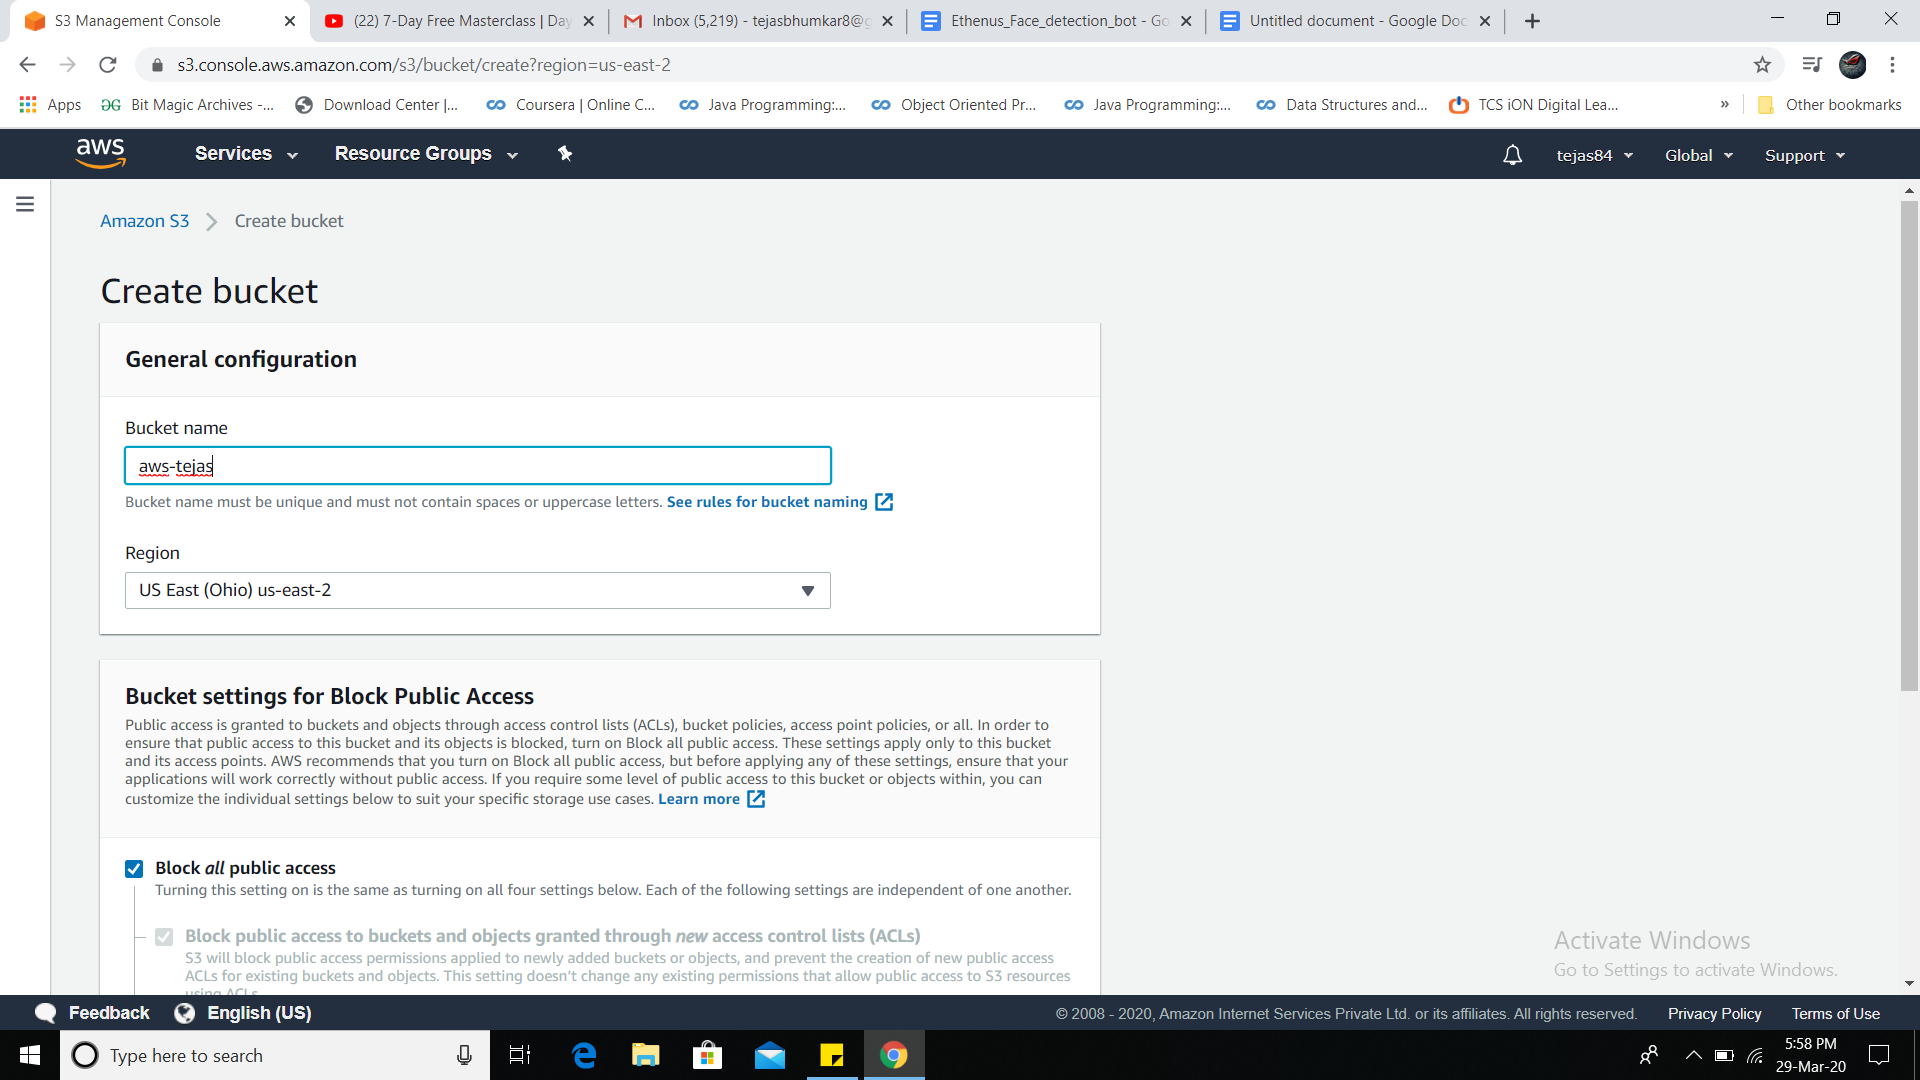 S3 Management Console
(22) 7-Day Free Masterclass | Day
Inbox (5,219) - tejasbhumkar8@g
Ethenus_Face_detection_bot - Go
Untitled document - Google Doc
s3.console.aws.amazon.com/s3/bucket/create?region=us-east-2
Apps
Bit Magic Archives -...
Download Center |...
Coursera | Online C...
Java Programming:...
Object Oriented Pr...
Java Programming:...
Data Structures and...
TCS iON Digital Lea...
»
Other bookmarks
aws
Services
Resource Groups
tejas84
Global
Support
Amazon S3
Create bucket
Create bucket
General configuration
Bucket name
aws-tejas
Bucket name must be unique and must not contain spaces or uppercase letters. See rules for bucket naming
Region
US East (Ohio) us-east-2
Bucket settings for Block Public Access
Public access is granted to buckets and objects through access control lists (ACLs), bucket policies, access point policies, or all. In order to
ensure that public access to this bucket and its objects is blocked, turn on Block all public access. These settings apply only to this bucket
and its access points. AWS recommends that you turn on Block all public access, but before applying any of these settings, ensure that your
applications will work correctly without public access. If you require some level of public access to this bucket or objects within, you can
customize the individual settings below to suit your specific storage use cases. Learn more
Block all public access
Turning this setting on is the same as turning on all four settings below. Each of the following settings are independent of one another.
Block public access to buckets and objects granted through new access control lists (ACLs)
S3 will block public access permissions applied to newly added buckets or objects, and prevent the creation of new public access
ACLs for existing buckets and objects. This setting doesn't change any existing permissions that allow public access to S3 resources
using ACLs.
Activate Windows
Go to Settings to activate Windows.
Feedback
English (US)
© 2008 - 2020, Amazon Internet Services Private Ltd. or its affiliates. All rights reserved.
Privacy Policy
Terms of Use
Type here to search
5:58 PM
29-Mar-20